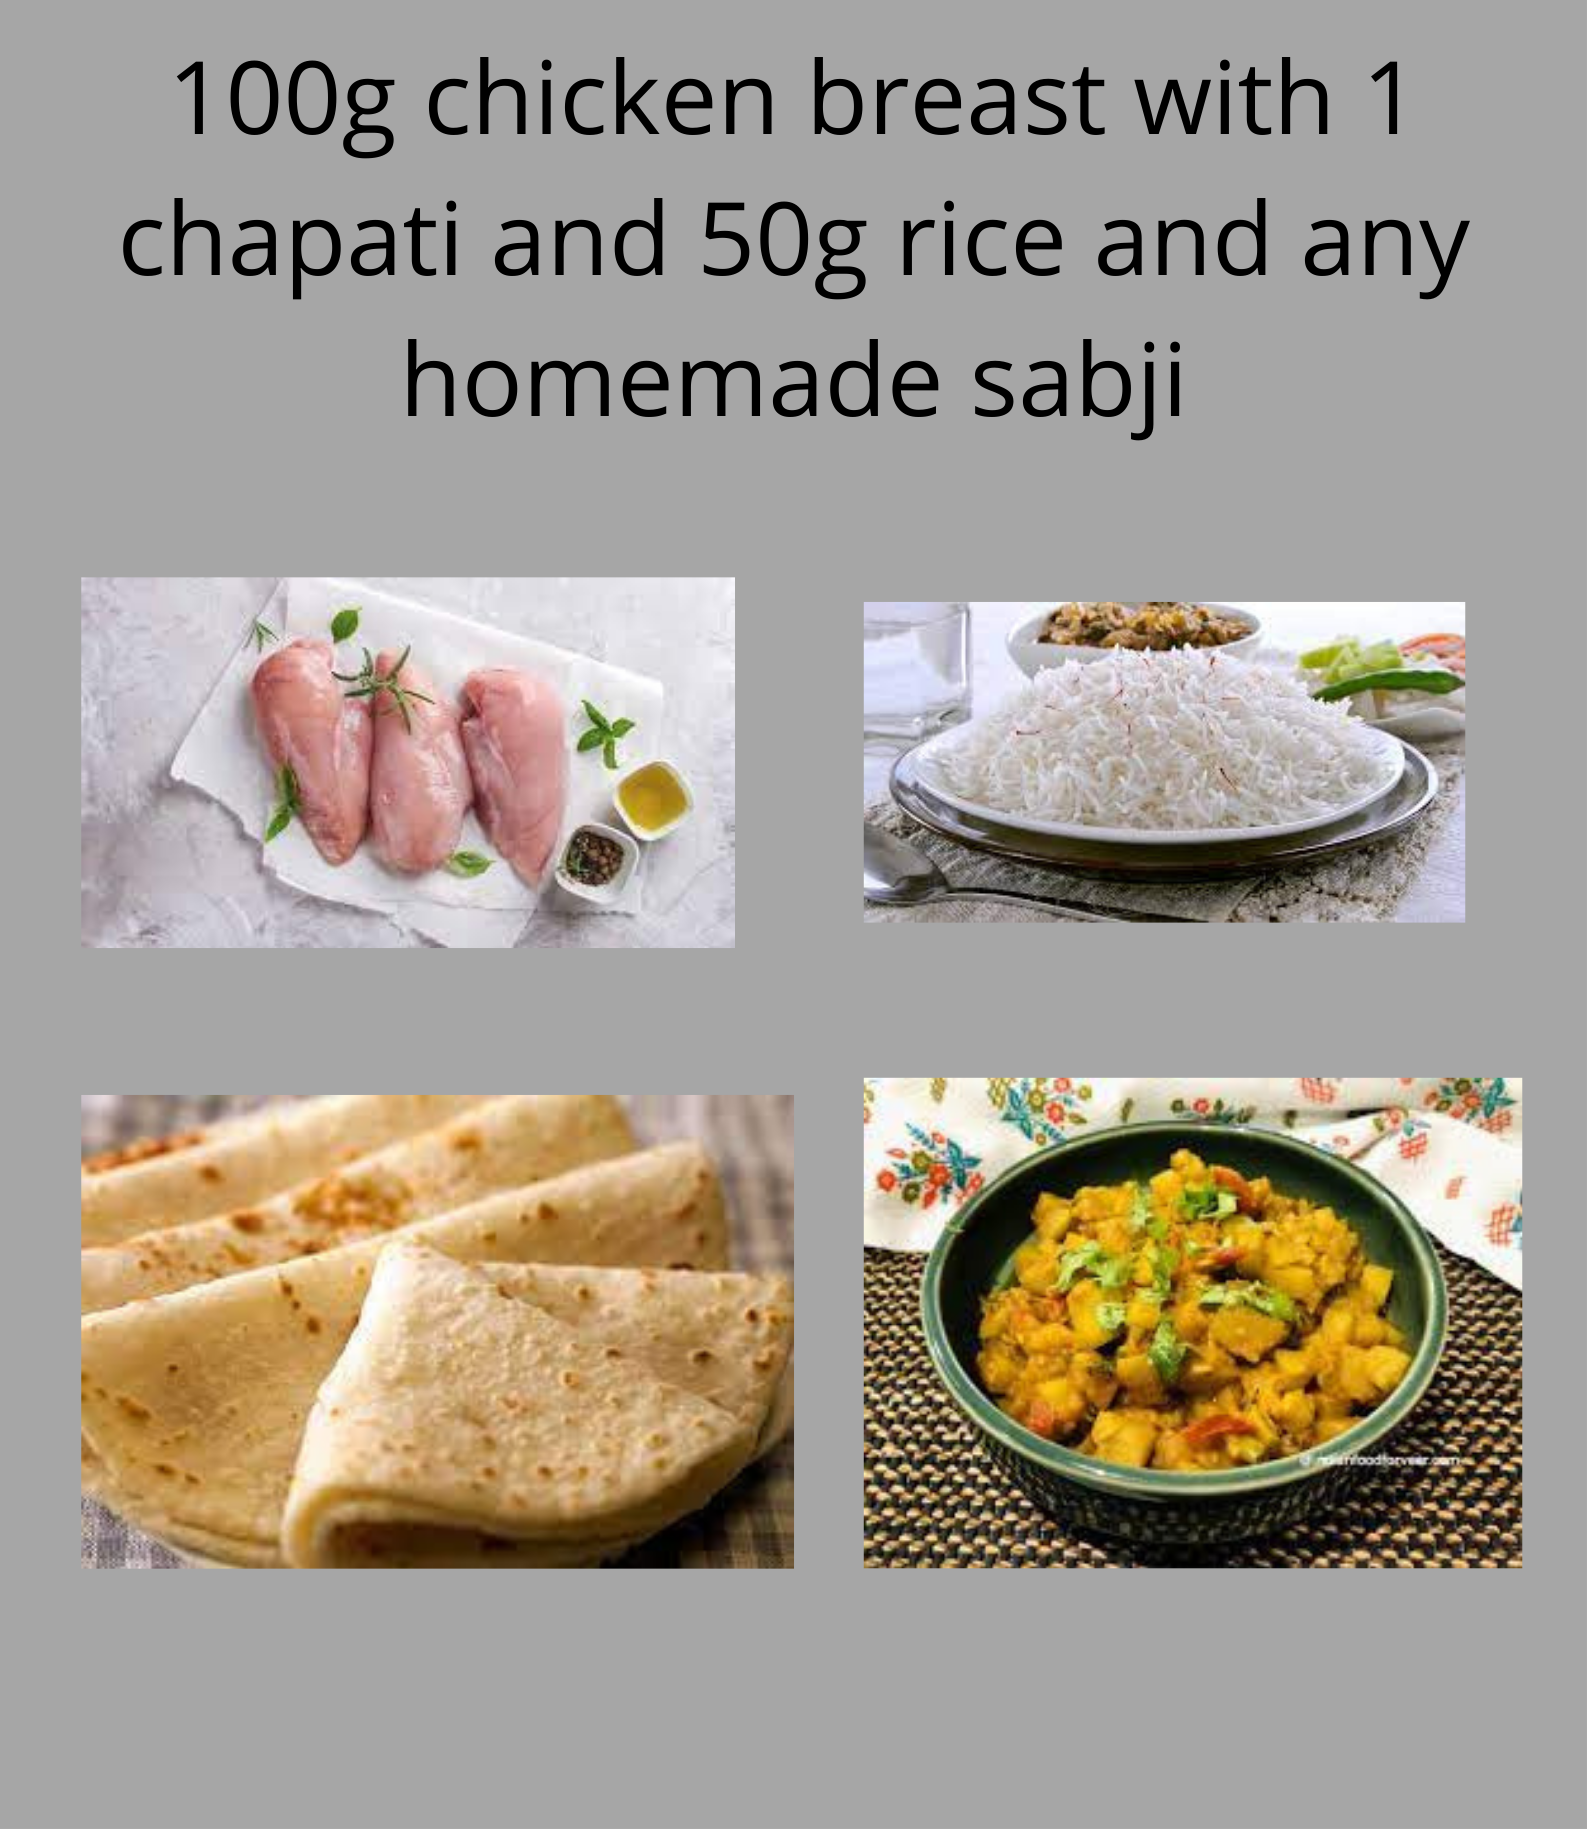 100g chicken breast with 1
chapati and 50g rice and any
homemade sabji